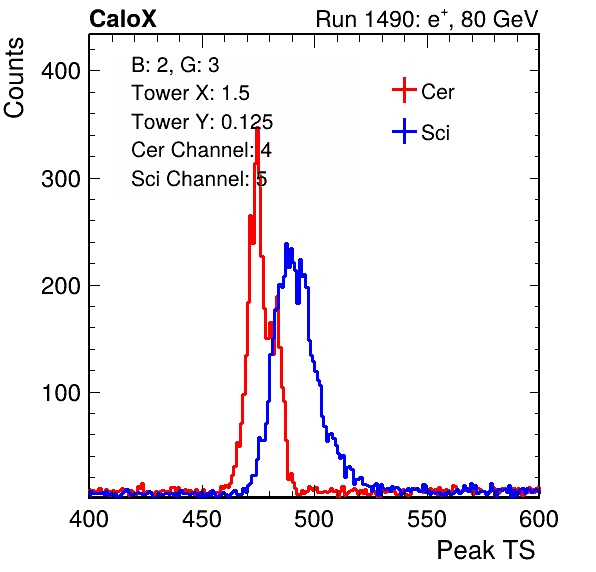 CaloX Run 1490: e+, 80 GeV
Counts
400
300
200
100
B: 2, G: 3
Tower X: 1.5
Tower Y: 0.125
Cer Channel: 4
Sci Channel: 5
Cer
Sci
400 450 500 550 600
Peak TS